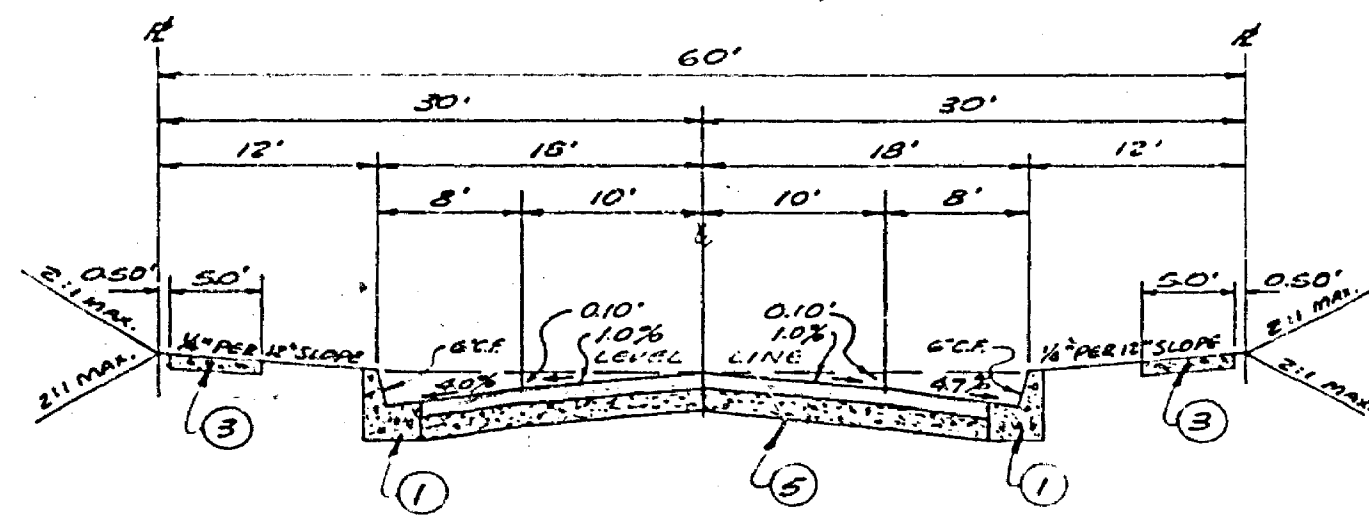 60'
30' 30'
12' 18' 18' 12'
8' 10' 10' 8'
0.50' 5.0' 5.0' 0.50'
2:1 MAX. 0.10' 0.10' 2:1 MAX.
1.0% 1.0%
PER 12" SLOPE 6" C.F. LEVEL LINE 6" C.F. PER 12" SLOPE
4.0% 4.7%
2:1 MAX. 2:1 MAX.
3 3
1 5 1